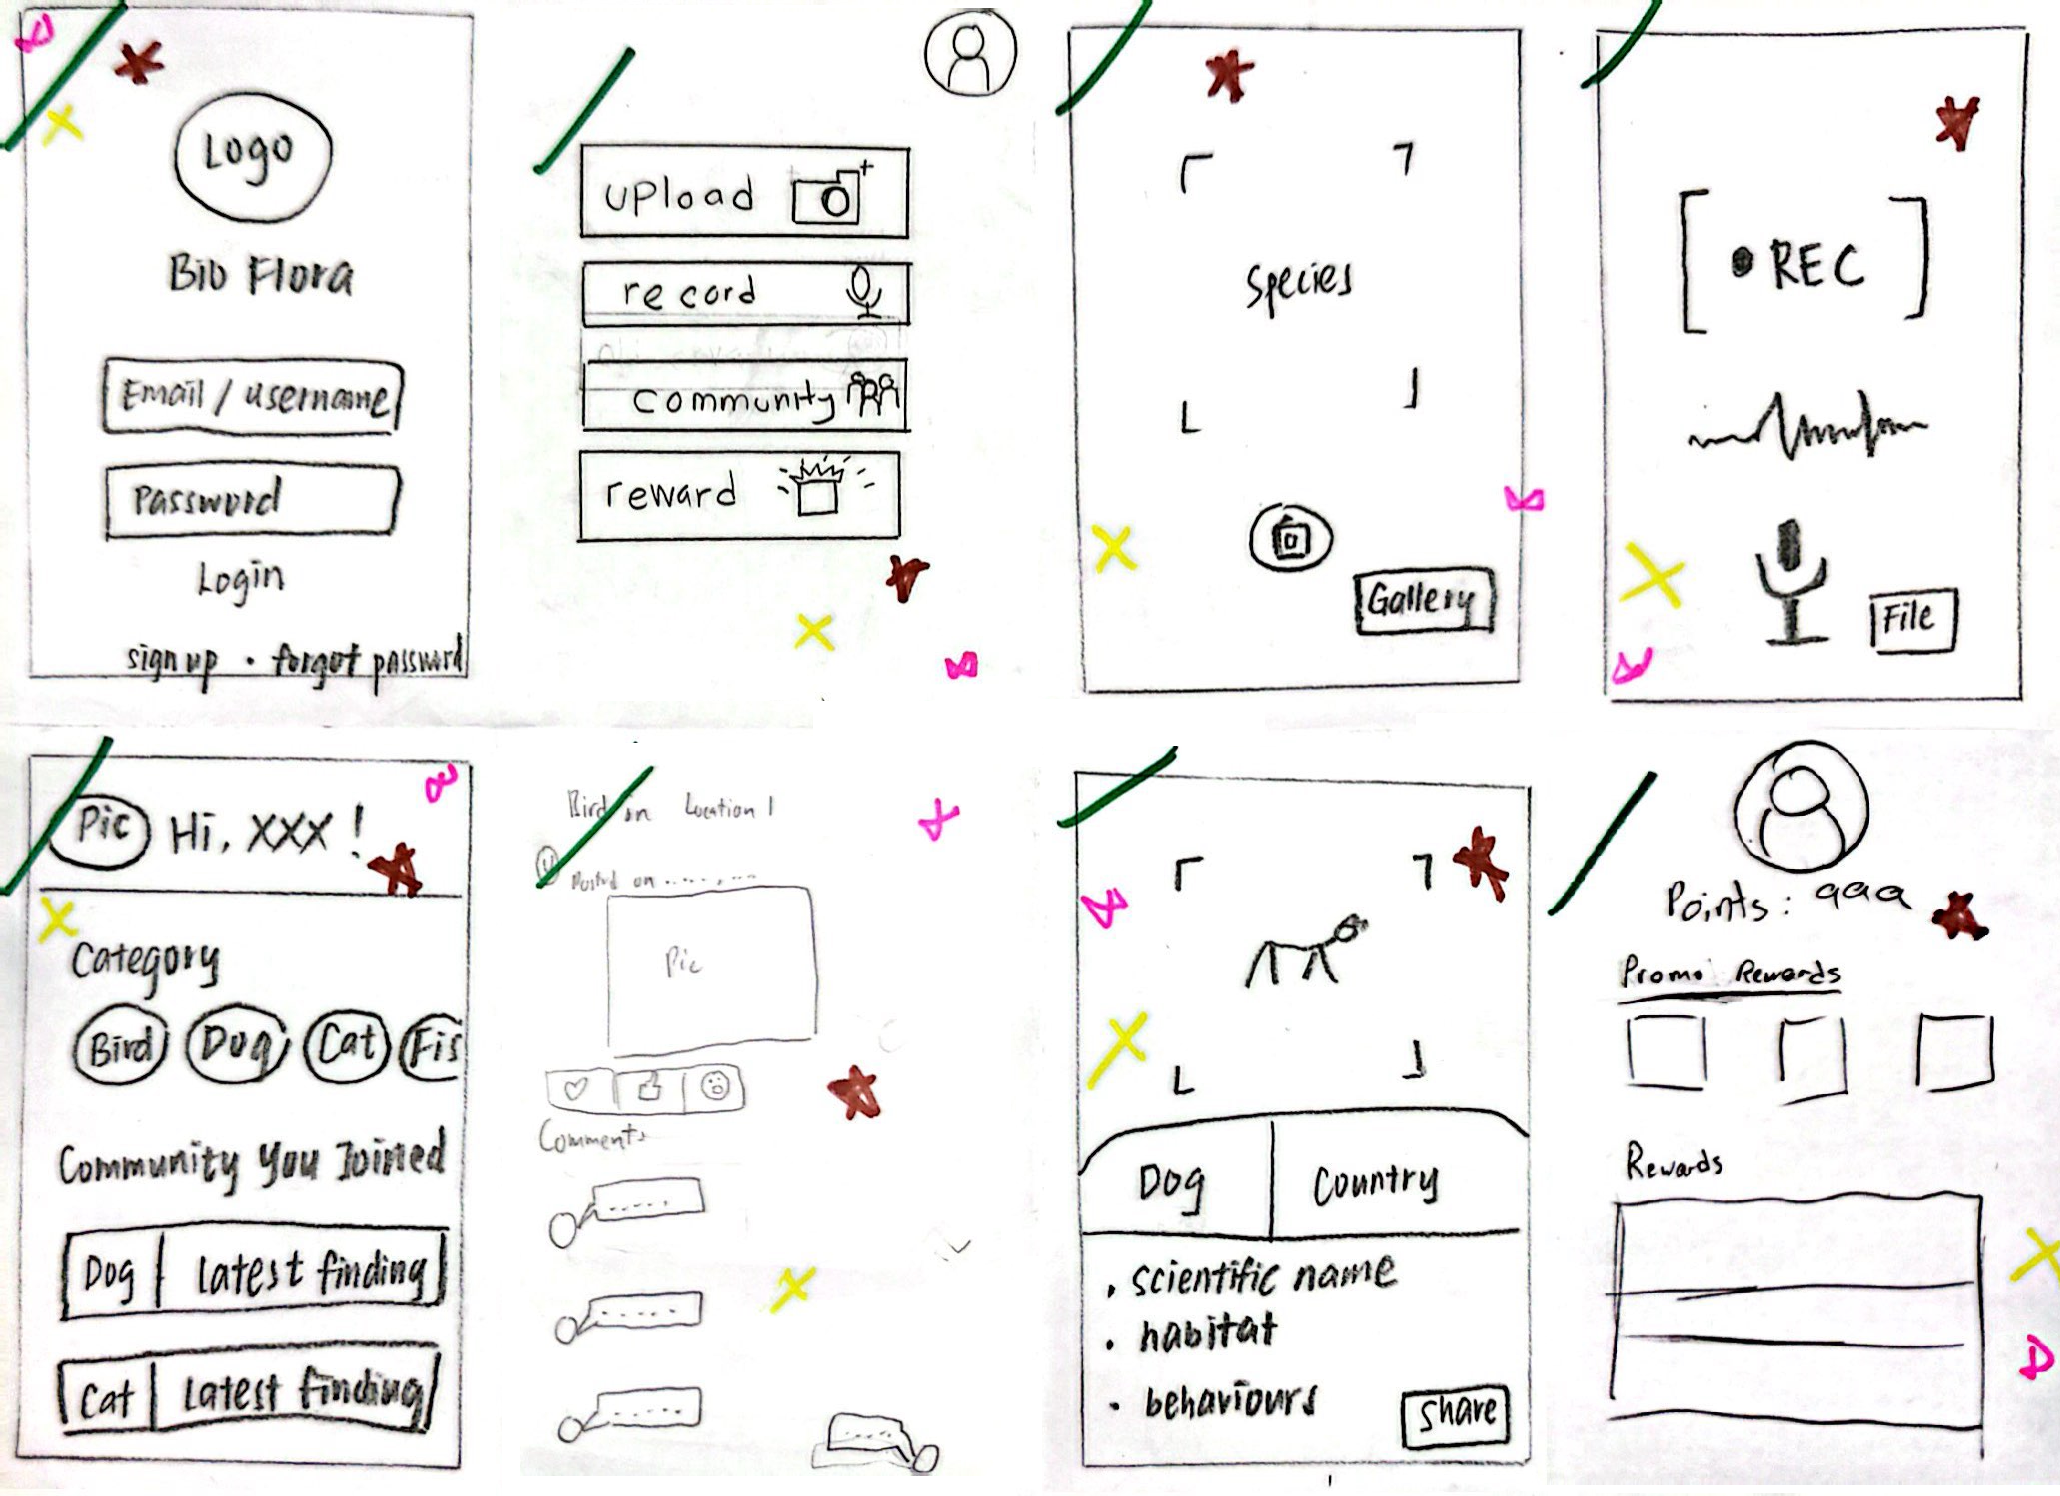 Logo
Bio Flora
Email / username
Password
Login
sign up · forgot password
upload
record
community
reward
Species
Gallery
• REC
File
Pic Hi, XXX !
Category
Bird Dog Cat Fis
Community You Joined
Dog Latest finding
Cat Latest finding
Bird in Location 1
Posted on
Pic
Comments
Dog Country
• scientific name
• habitat
• behaviours
share
Points: 999
Promo Rewards
Rewards